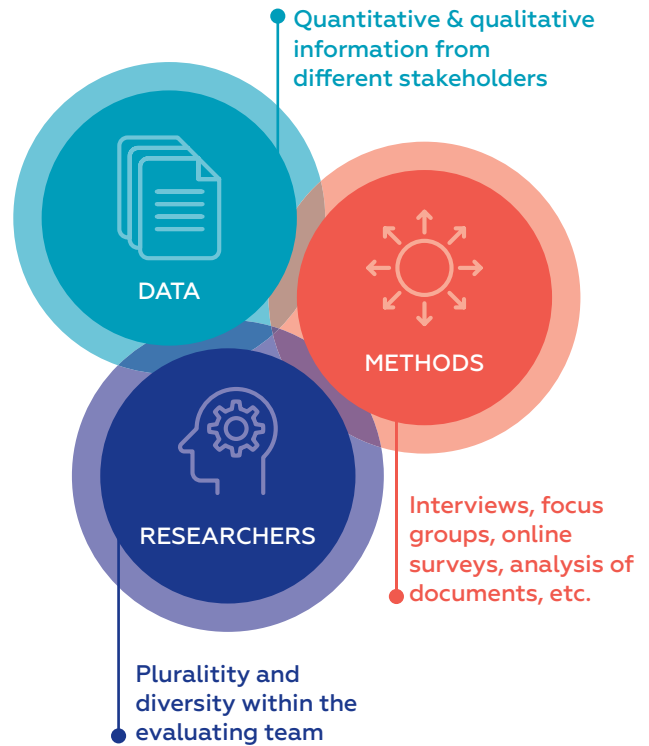 Quantitative & qualitative
information from
different stakeholders
DATA
METHODS
RESEARCHERS
Interviews, focus
groups, online
surveys, analysis of
documents, etc.
Pluralitity and
diversity within the
evaluating team